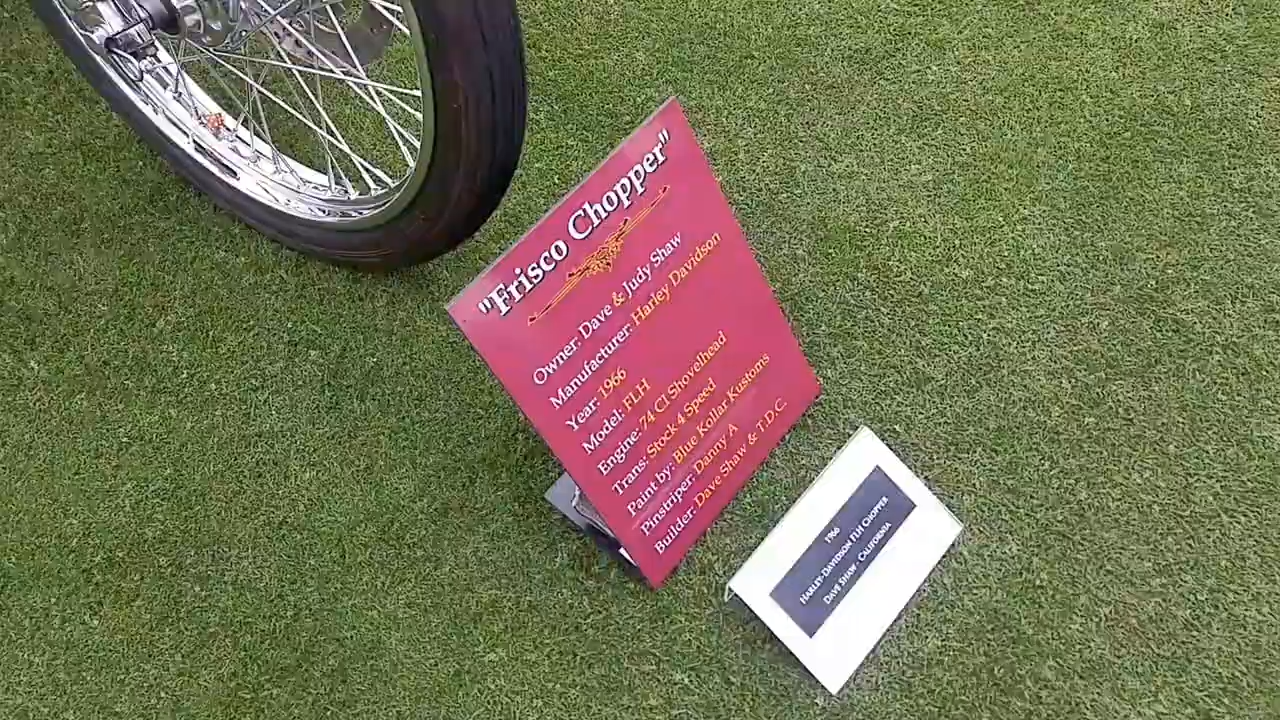 "Frisco Chopper"
Owner: Dave & Judy Shaw
Manufacturer: Harley Davidson
Year: 1966
Model: FLH
Engine: 74 CI Shovelhead
Trans: Stock 4 Speed
Paint by: Blue Kollar Kustoms
Pinstriper: Danny A
Builder: Dave Shaw & T.D.C.
1966
HARLEY-DAVIDSON FLH CHOPPER
DAVE SHAW - CALIFORNIA